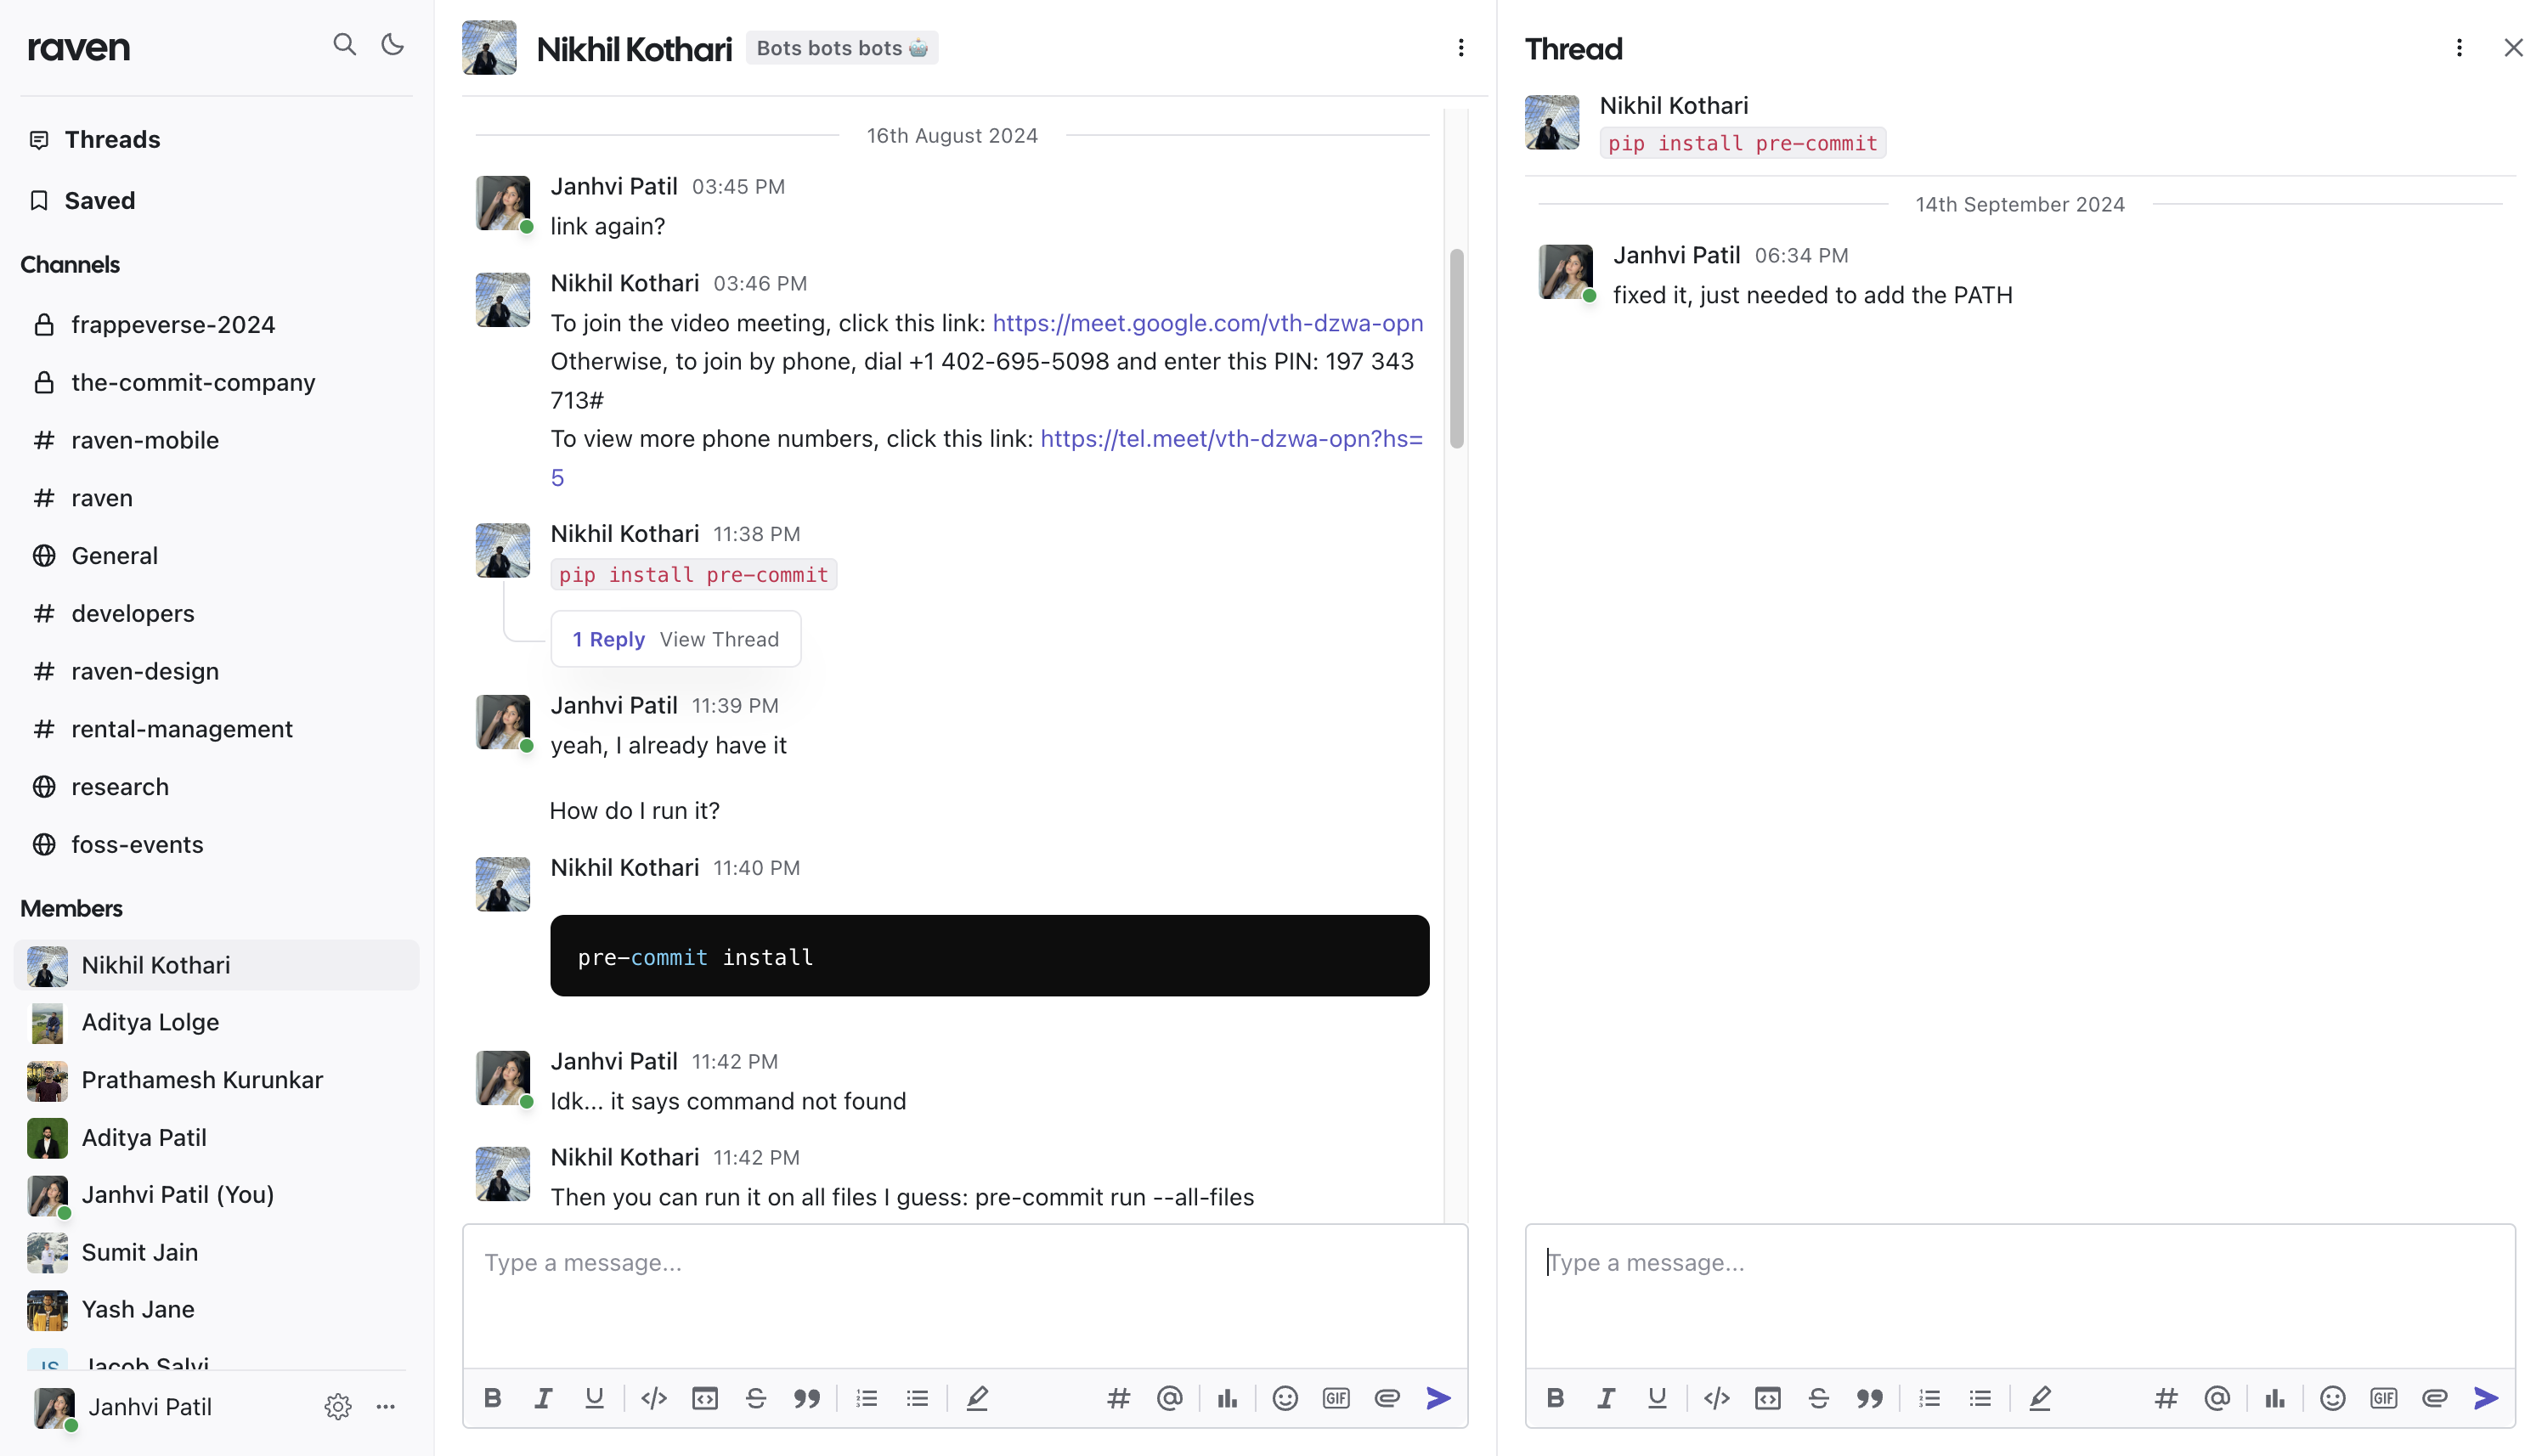 raven
Threads
Saved
Channels
frappeverse-2024
the-commit-company
raven-mobile
raven
General
developers
raven-design
rental-management
research
foss-events
Members
Nikhil Kothari
Aditya Lolge
Prathamesh Kurunkar
Aditya Patil
Janhvi Patil (You)
Sumit Jain
Yash Jane
JS Jacob Salvi
Janhvi Patil
Nikhil Kothari Bots bots bots 🤖
16th August 2024
Janhvi Patil 03:45 PM
link again?
Nikhil Kothari 03:46 PM
To join the video meeting, click this link: https://meet.google.com/vth-dzwa-opn
Otherwise, to join by phone, dial +1 402-695-5098 and enter this PIN: 197 343
713#
To view more phone numbers, click this link: https://tel.meet/vth-dzwa-opn?hs=
5
Nikhil Kothari 11:38 PM
pip install pre-commit
1 Reply View Thread
Janhvi Patil 11:39 PM
yeah, I already have it
How do I run it?
Nikhil Kothari 11:40 PM
pre-commit install
Janhvi Patil 11:42 PM
Idk... it says command not found
Nikhil Kothari 11:42 PM
Then you can run it on all files I guess: pre-commit run --all-files
Type a message...
GIF
Thread
Nikhil Kothari
pip install pre-commit
14th September 2024
Janhvi Patil 06:34 PM
fixed it, just needed to add the PATH
Type a message...
GIF